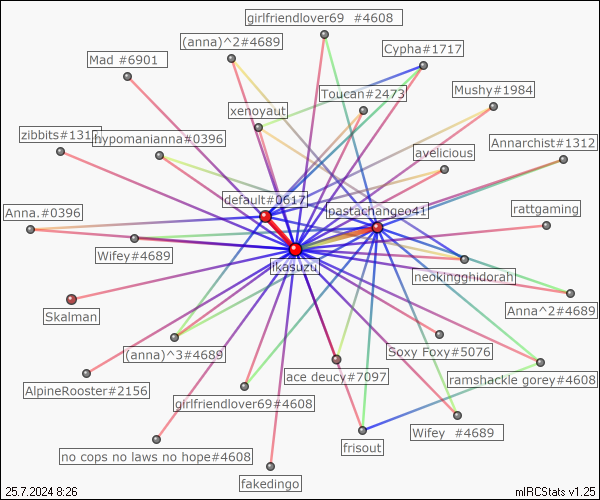 girlfriendlover69  #4608
(anna)^2#4689
Cypha#1717
Mad #6901
Toucan#2473
Mushy#1984
xenoyaut
zibbits#131
hypomanianna#0396
Annarchist#1312
avelicious
default#0617
pastachangeo41
rattgaming
Anna.#0396
Wifey#4689
ikasuzu
neokingghidorah
Anna^2#4689
Skalman
(anna)^3#4689
Soxy Foxy#5076
ace deucy#7097
ramshackle gorey#4608
AlpineRooster#2156
girlfriendlover69#4608
Wifey  #4689
frisout
no cops no laws no hope#4608
fakedingo
25.7.2024 8:26
mIRCStats v1.25